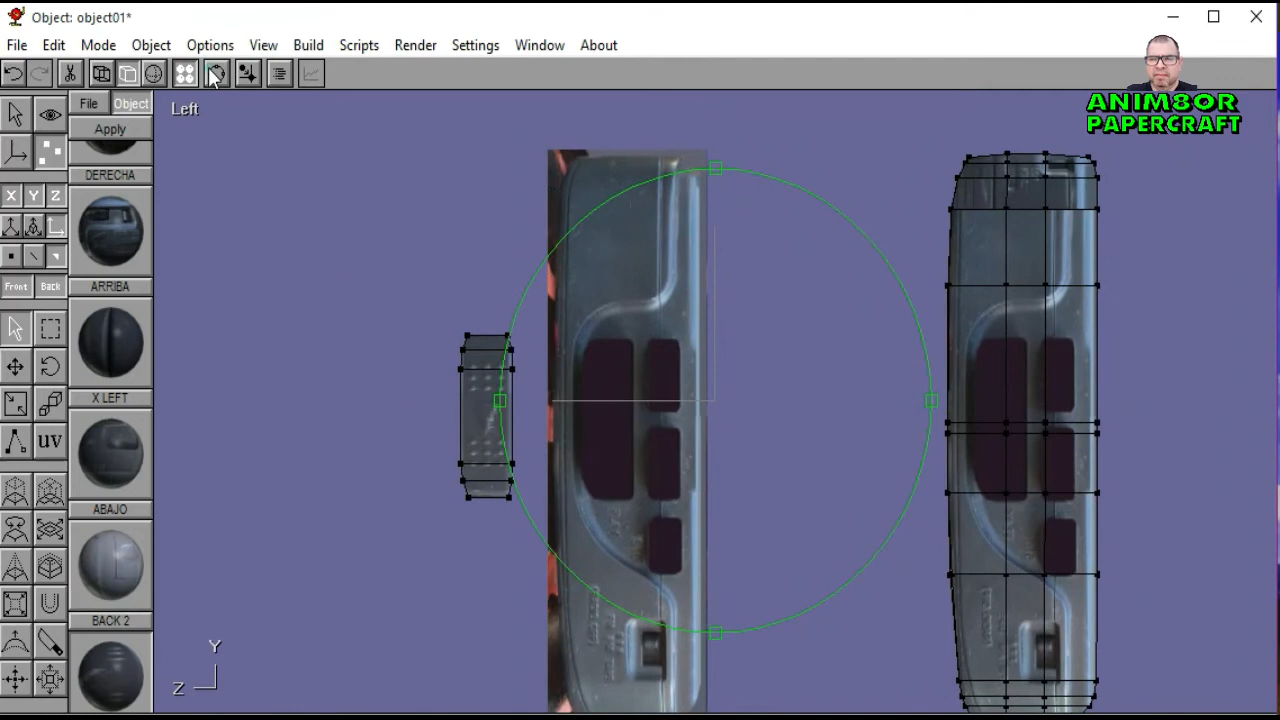 Object: object01*
File Edit Mode Object Options View Build Scripts Render Settings Window About
ANIM8OR
PAPERCRAFT
File Object
Left
Apply
DERECHA
X Y Z
ARRIBA
Front Back
X LEFT
uv
ABAJO
BACK 2
Y
Z